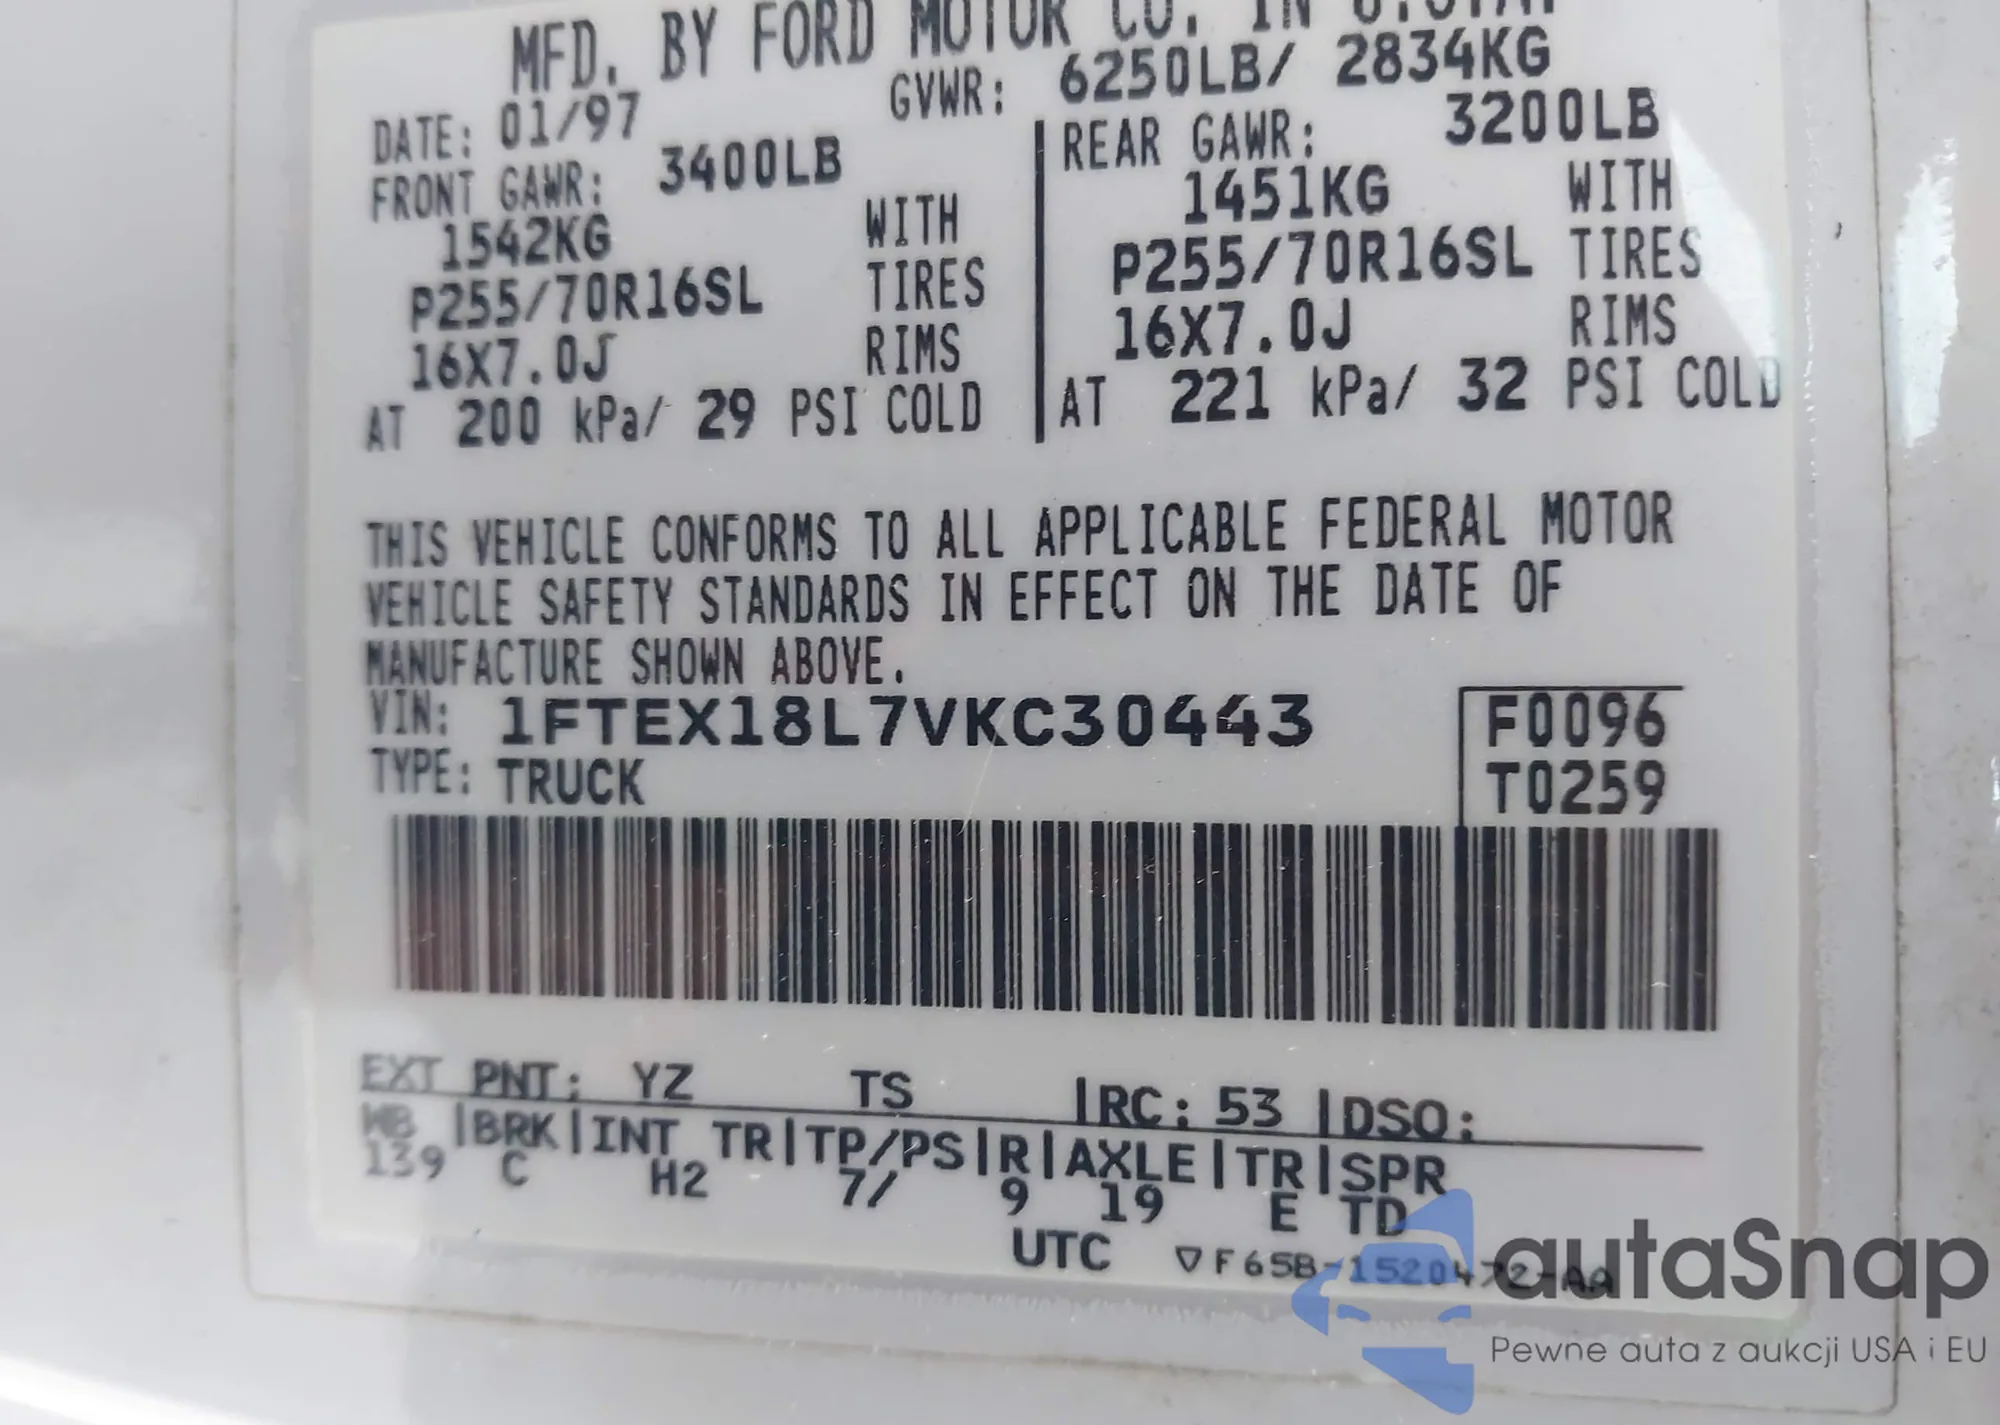 MFD. BY FORD MOTOR CO. IN U.S.A.
DATE: 01/97 GVWR: 6250LB/ 2834KG
FRONT GAWR: 3400LB REAR GAWR: 3200LB
1542KG WITH 1451KG WITH
P255/70R16SL TIRES P255/70R16SL TIRES
16X7.0J RIMS 16X7.0J RIMS
AT 200 kPa/ 29 PSI COLD AT 221 kPa/ 32 PSI COLD
THIS VEHICLE CONFORMS TO ALL APPLICABLE FEDERAL MOTOR
VEHICLE SAFETY STANDARDS IN EFFECT ON THE DATE OF
MANUFACTURE SHOWN ABOVE.
VIN: 1FTEX18L7VKC30443 F0096
TYPE: TRUCK T0259
EXT PNT: YZ TS |RC: 53 |DSO:
WB |BRK|INT TR|TP/PS|R|AXLE|TR|SPR
139 C H2 7/ 9 19 E TD
UTC ▽F65B-1520472-AA
autaSnap
Pewne auta z aukcji USA i EU